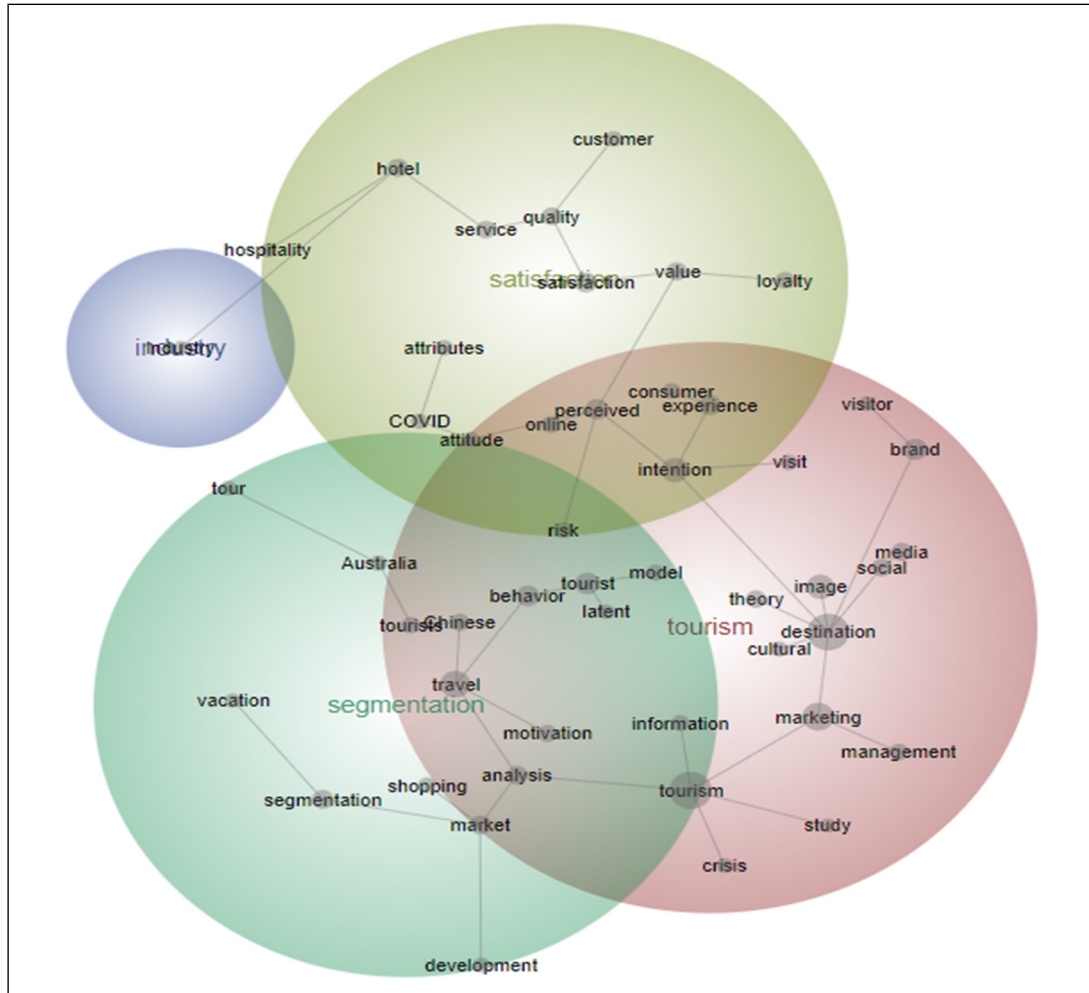 customer
hotel
quality
service
hospitality
satisfaction
satisfaction
value
loyalty
industry
Industry
attributes
consumer
experience
perceived
visitor
COVID
online
attitude
brand
intention
visit
tour
risk
Australia
media
social
model
tourist
image
behavior
theory
latent
Chinese
tourists
tourism
destination
cultural
travel
vacation
segmentation
information
marketing
motivation
management
analysis
shopping
tourism
segmentation
market
study
crisis
development